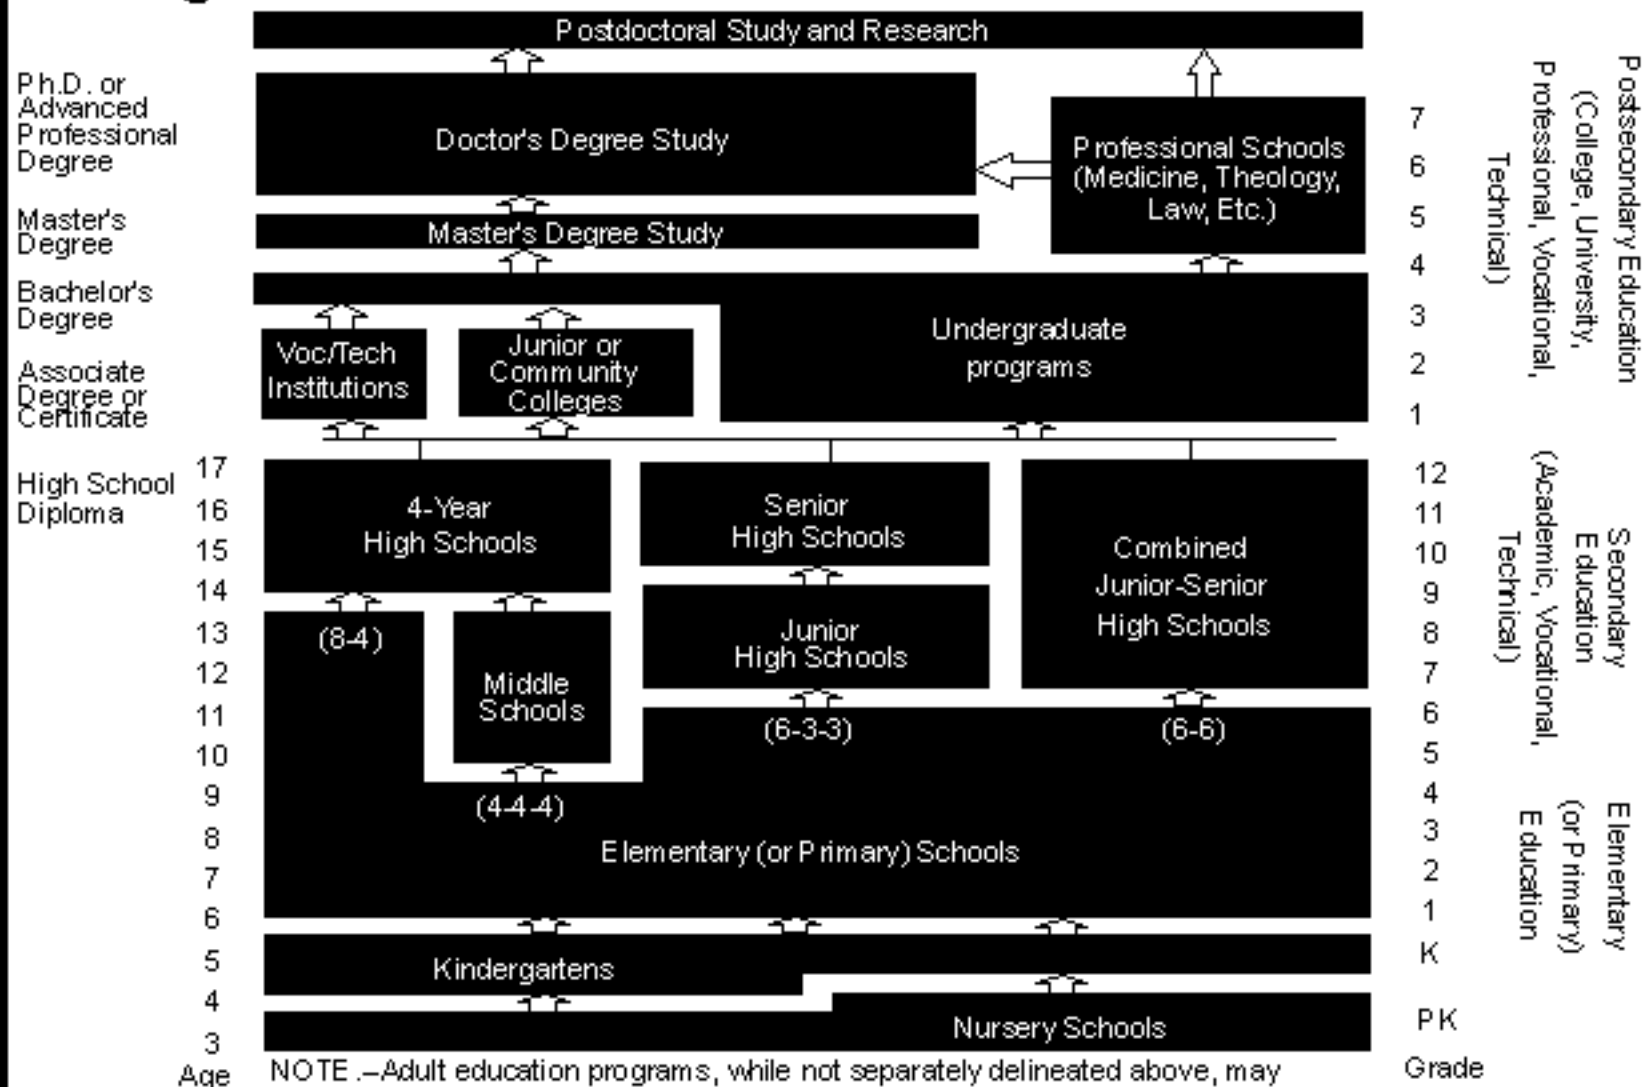 Postdoctoral Study and Research
Ph.D. or
Advanced
Professional
Degree
Doctor's Degree Study
Professional Schools
(Medicine, Theology,
Law, Etc.)
7
6
5
Master's
Degree
Master's Degree Study
4
Bachelor's
Degree
Undergraduate
programs
3
2
1
Voc/Tech
Institutions
Junior or
Community
Colleges
Associate
Degree or
Certificate
Postsecondary Education
(College, University,
Professional, Vocational,
Technical)
High School
Diploma
17
16
15
14
13
12
11
10
9
8
7
6
5
4
3
Age
4-Year
High Schools
Senior
High Schools
Combined
Junior-Senior
High Schools
(8-4)
Middle
Schools
Junior
High Schools
(4-4-4)
(6-3-3)
(6-6)
Elementary (or Primary) Schools
Kindergartens
Nursery Schools
12
11
10
9
8
7
6
5
4
3
2
1
K
PK
Grade
Secondary
Education
(Academic, Vocational,
Technical)
Elementary
(or Primary)
Education
NOTE.–Adult education programs, while not separately delineated above, may